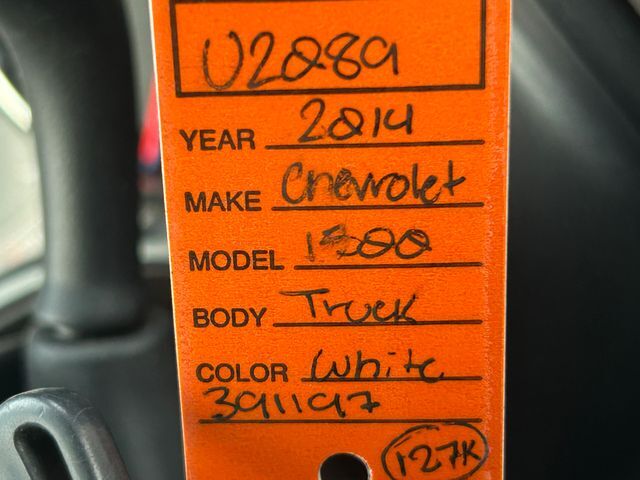 U2089
YEAR 2014
MAKE Chevrolet
MODEL 1500
BODY Truck
COLOR White
391197
127K